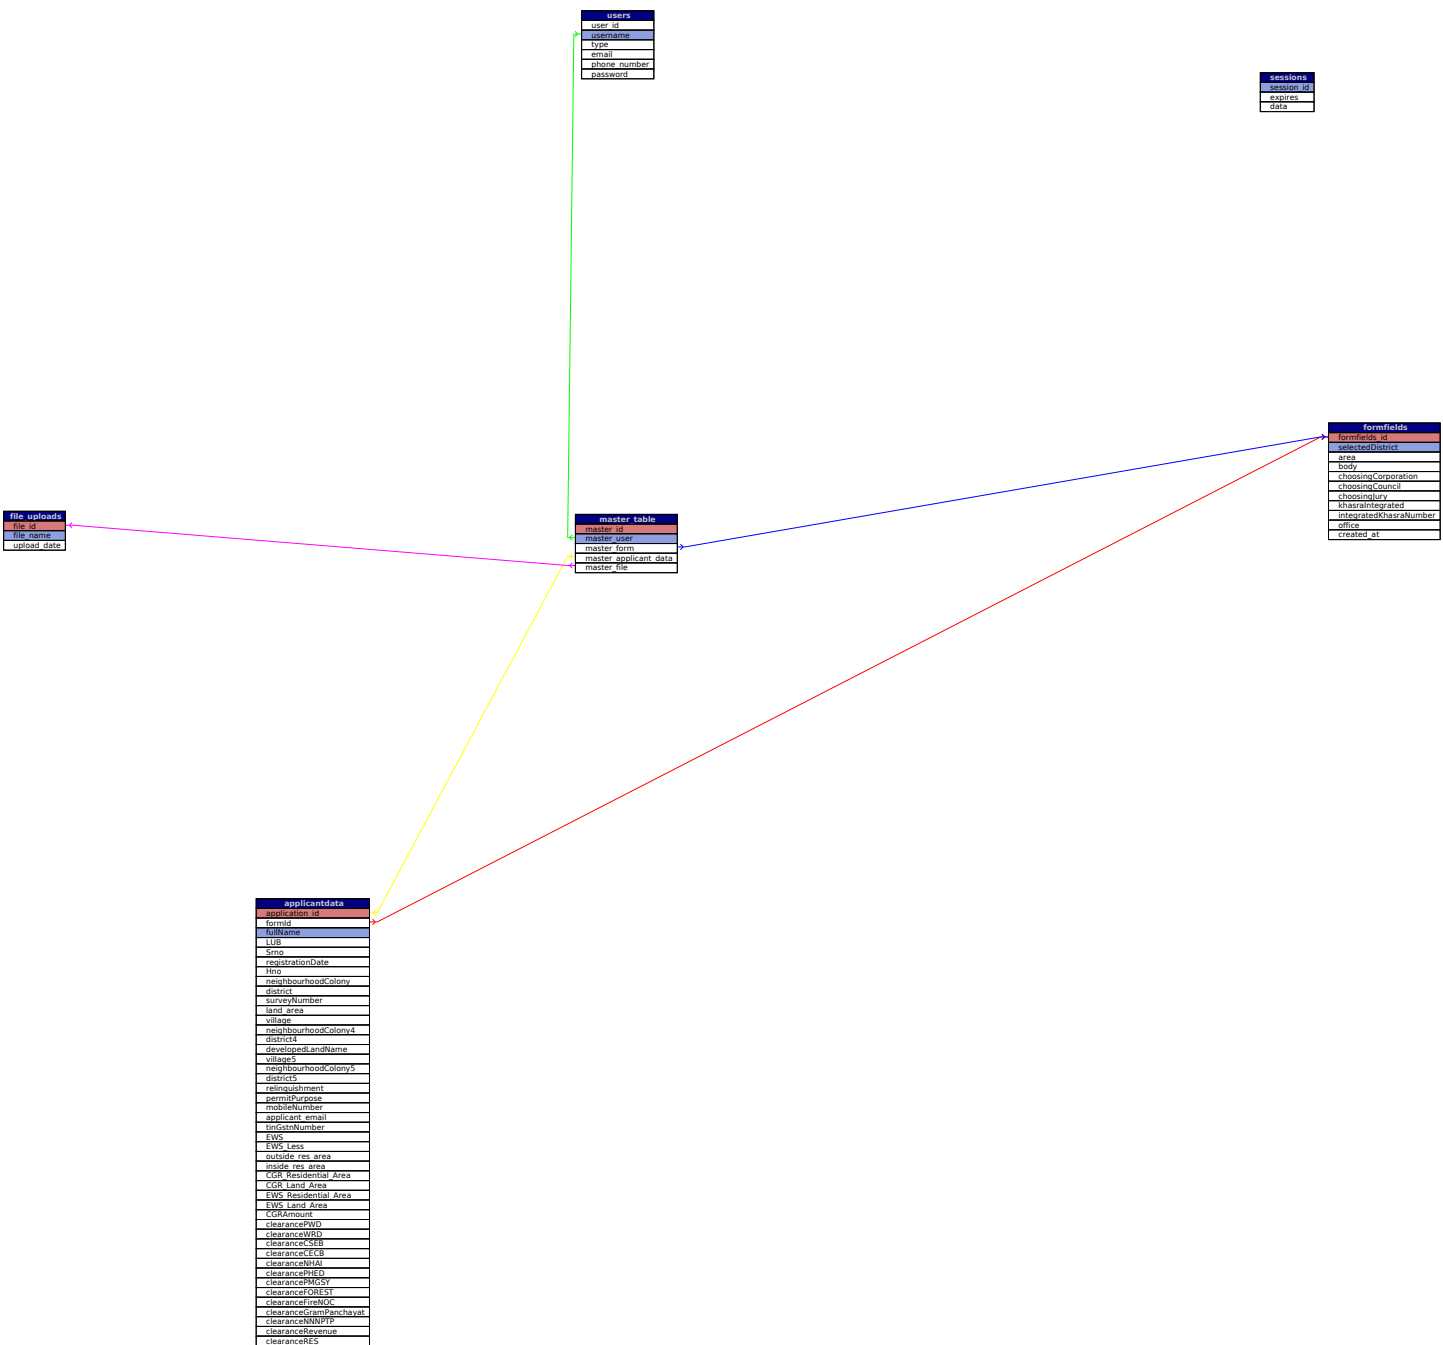 users
user_id
username
type
email
phone_number
password
sessions
session_id
expires
data
formfields
formfields_id
selectedDistrict
area
body
choosingCorporation
choosingCouncil
choosingJury
khasraIntegrated
integratedKhasraNumber
office
created_at
file_uploads
file_id
file_name
upload_date
master_table
master_id
master_user
master_form
master_applicant_data
master_file
applicantdata
application_id
formId
fullName
LUB
Srno
registrationDate
Hno
neighbourhoodColony
district
surveyNumber
land_area
village
neighbourhoodColony4
district4
developedLandName
village5
neighbourhoodColony5
district5
relinquishment
permitPurpose
mobileNumber
applicant_email
tinGstnNumber
EWS
EWS_Less
outside_res_area
inside_res_area
CGR_Residential_Area
CGR_Land_Area
EWS_Residential_Area
EWS_Land_Area
CGRAmount
clearancePWD
clearanceWRD
clearanceCSEB
clearanceCECB
clearanceNHAI
clearancePHED
clearancePMGSY
clearanceFOREST
clearanceFireNOC
clearanceGramPanchayat
clearanceNNNPTP
clearanceRevenue
clearanceRES